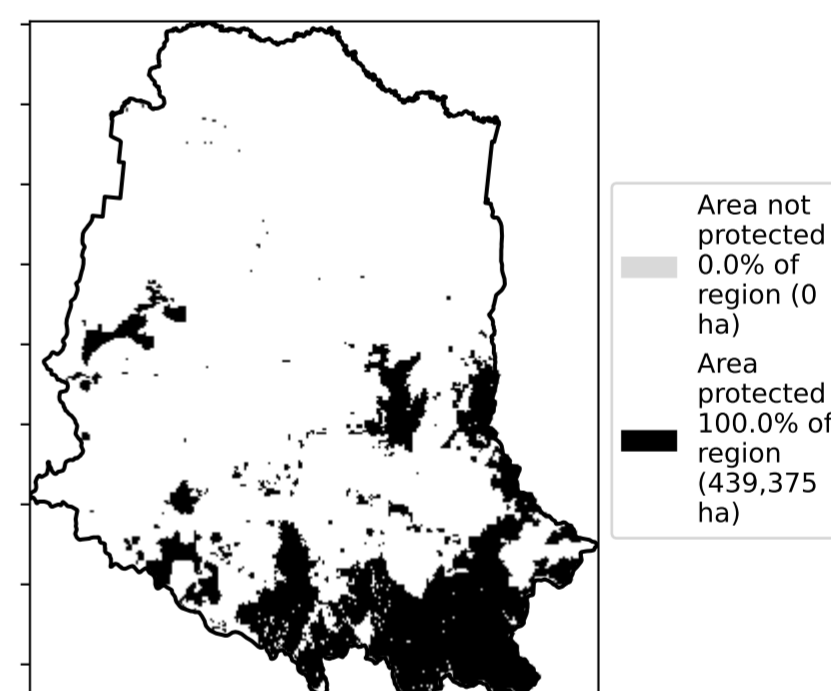 Area not
protected
0.0% of
region (0
ha)
Area
protected
100.0% of
region
(439,375
ha)